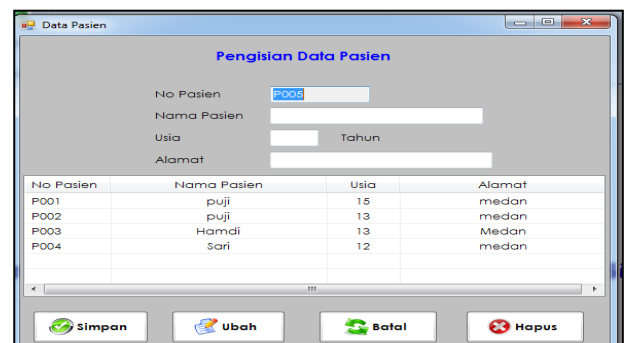 Data Pasien
Pengisian Data Pasien
No Pasien P005
Nama Pasien
Usia Tahun
Alamat
No Pasien Nama Pasien Usia Alamat
P001 puji 15 medan
P002 puji 13 medan
P003 Hamdi 13 Medan
P004 Sari 12 medan
Simpan Ubah Batal Hapus